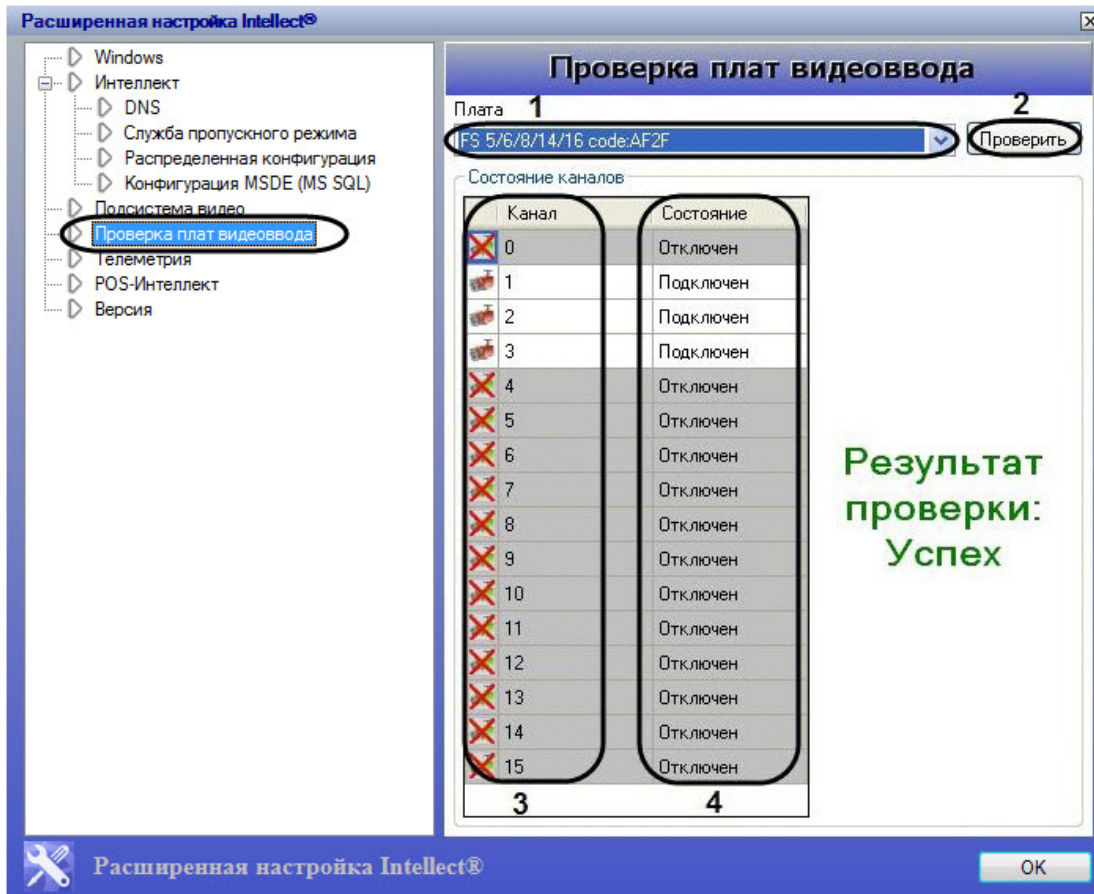 Расширенная настройка Intellect®
Windows
Интеллект
DNS
Служба пропускного режима
Распределенная конфигурация
Конфигурация MSDE (MS SQL)
Подсистема видео
Проверка плат видеоввода
Телеметрия
POS-Интеллект
Версия
Проверка плат видеоввода
Плата 1 2
FS 5/6/8/14/16 code:AF2F Проверить
Состояние каналов
Канал Состояние
0 Отключен
1 Подключен
2 Подключен
3 Подключен
4 Отключен
5 Отключен
6 Отключен
7 Отключен
8 Отключен
9 Отключен
10 Отключен
11 Отключен
12 Отключен
13 Отключен
14 Отключен
15 Отключен
3 4
Результат
проверки:
Успех
Расширенная настройка Intellect®
OK